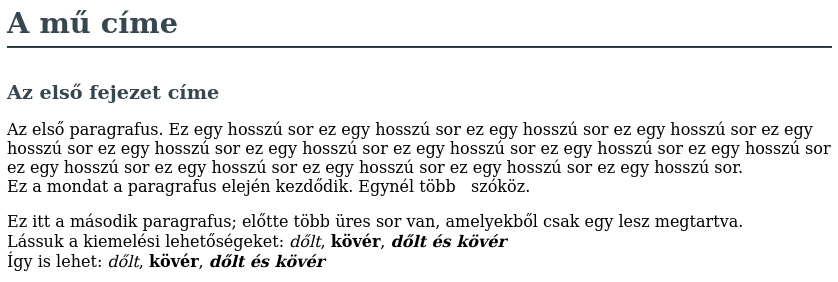 A mű címe
Az első fejezet címe
Az első paragrafus. Ez egy hosszú sor ez egy hosszú sor ez egy hosszú sor ez egy hosszú sor ez egy
hosszú sor ez egy hosszú sor ez egy hosszú sor ez egy hosszú sor ez egy hosszú sor ez egy hosszú sor
ez egy hosszú sor ez egy hosszú sor ez egy hosszú sor ez egy hosszú sor ez egy hosszú sor.
Ez a mondat a paragrafus elején kezdődik. Egynél több   szóköz.
Ez itt a második paragrafus; előtte több üres sor van, amelyekből csak egy lesz megtartva.
Lássuk a kiemelési lehetőségeket: dőlt, kövér, dőlt és kövér
Így is lehet: dőlt, kövér, dőlt és kövér